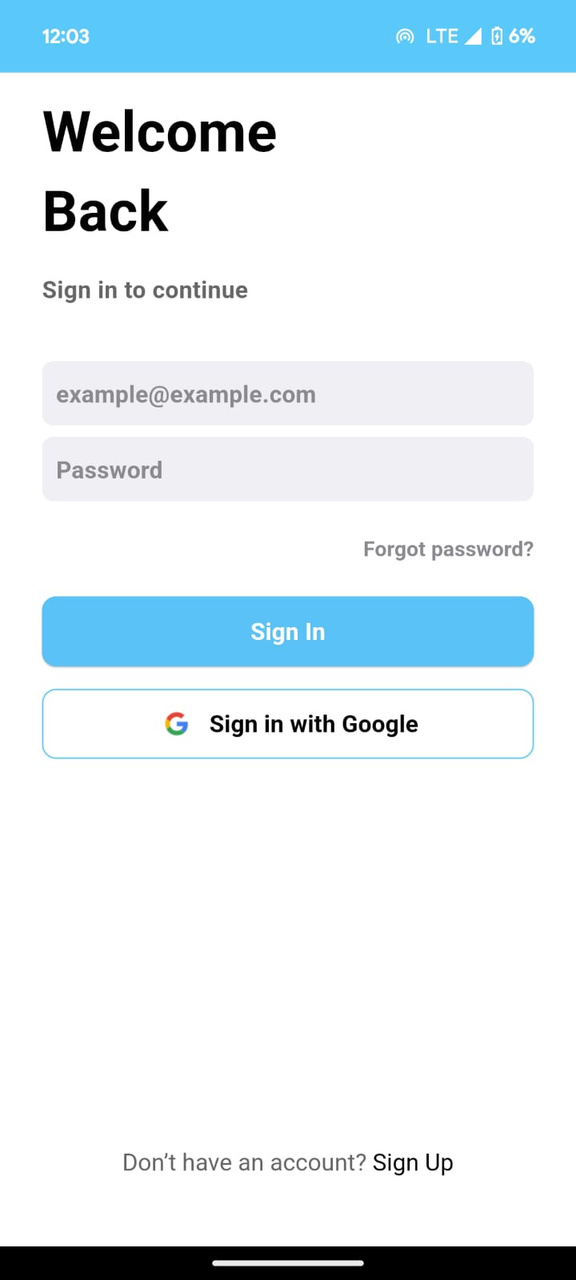 12:03 LTE 6%
Welcome
Back
Sign in to continue
example@example.com
Password
Forgot password?
Sign In
Sign in with Google
Don’t have an account? Sign Up